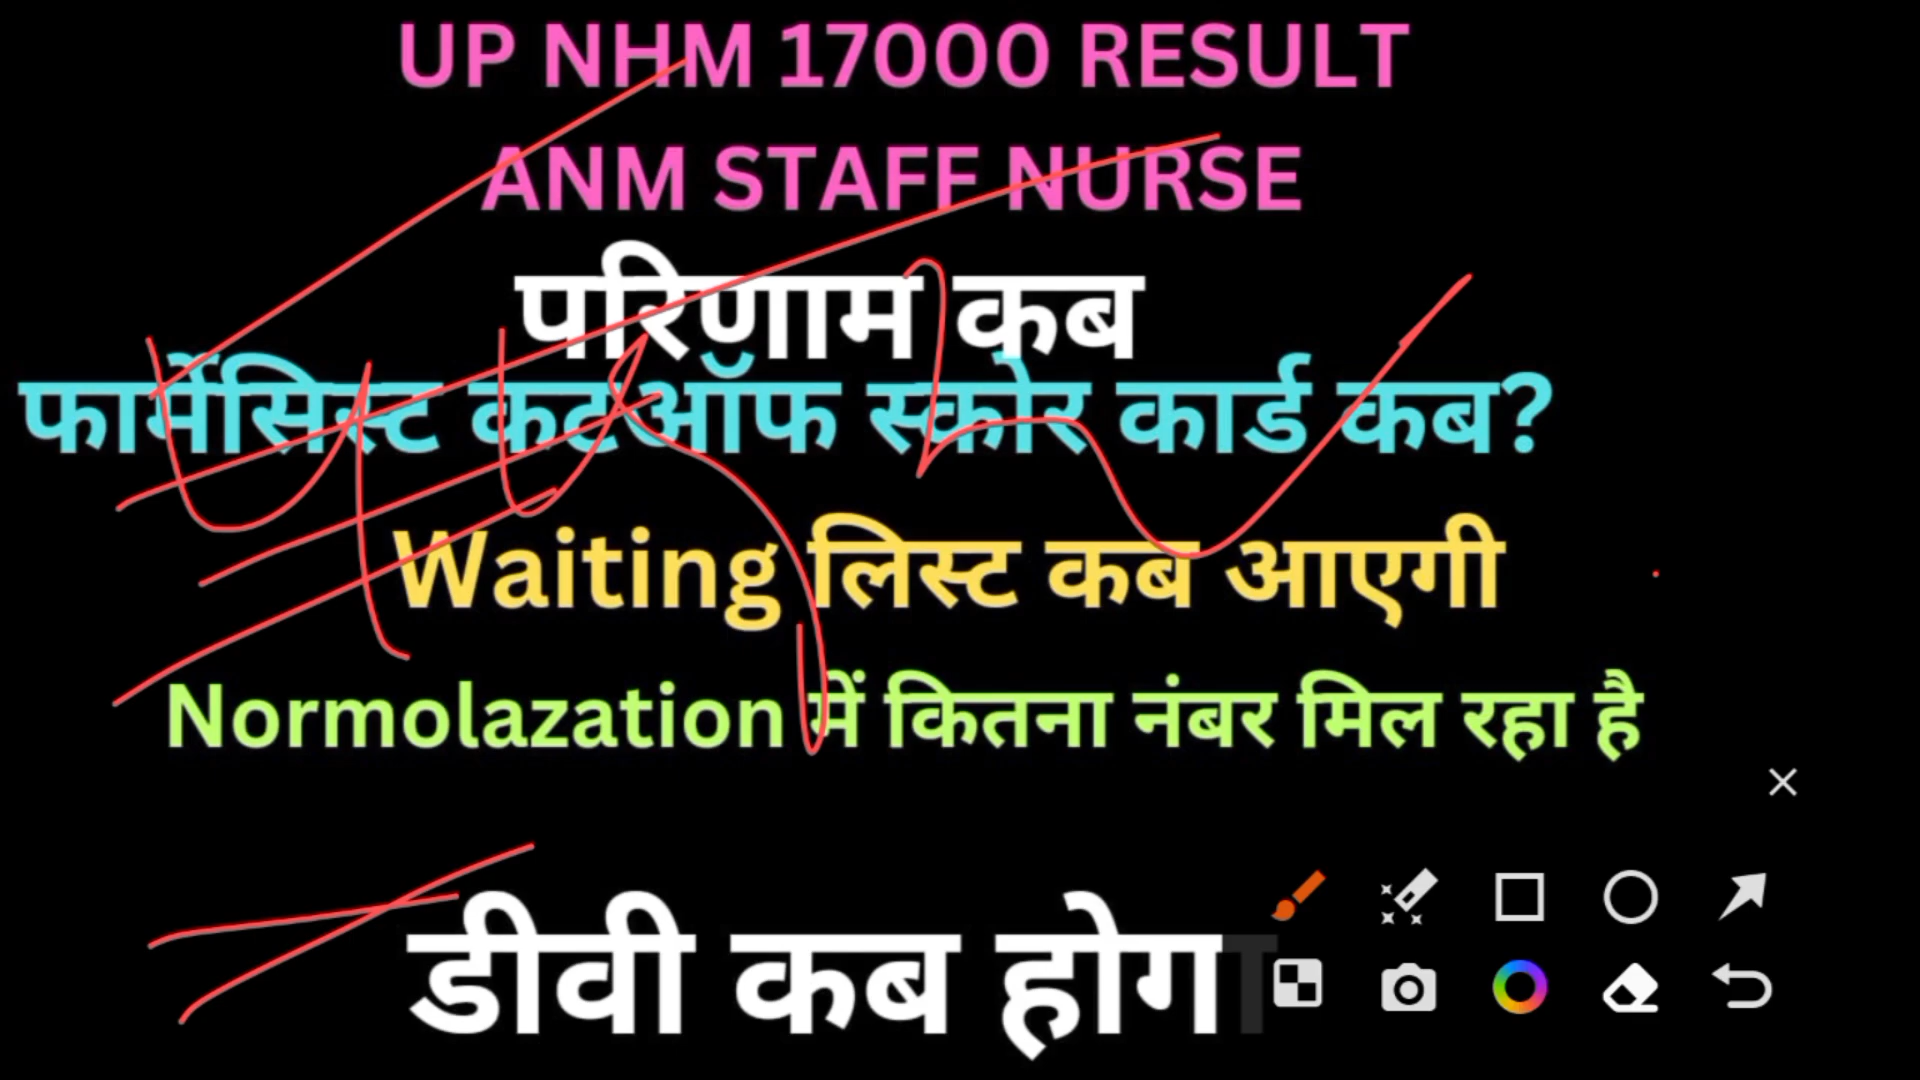 UP NHM 17000 RESULT
ANM STAFF NURSE
परिणाम कब
फार्मेसिस्ट कटऑफ स्कोर कार्ड कब?
Waiting लिस्ट कब आएगी
Normolazation में कितना नंबर मिल रहा है
डीवी कब होगा